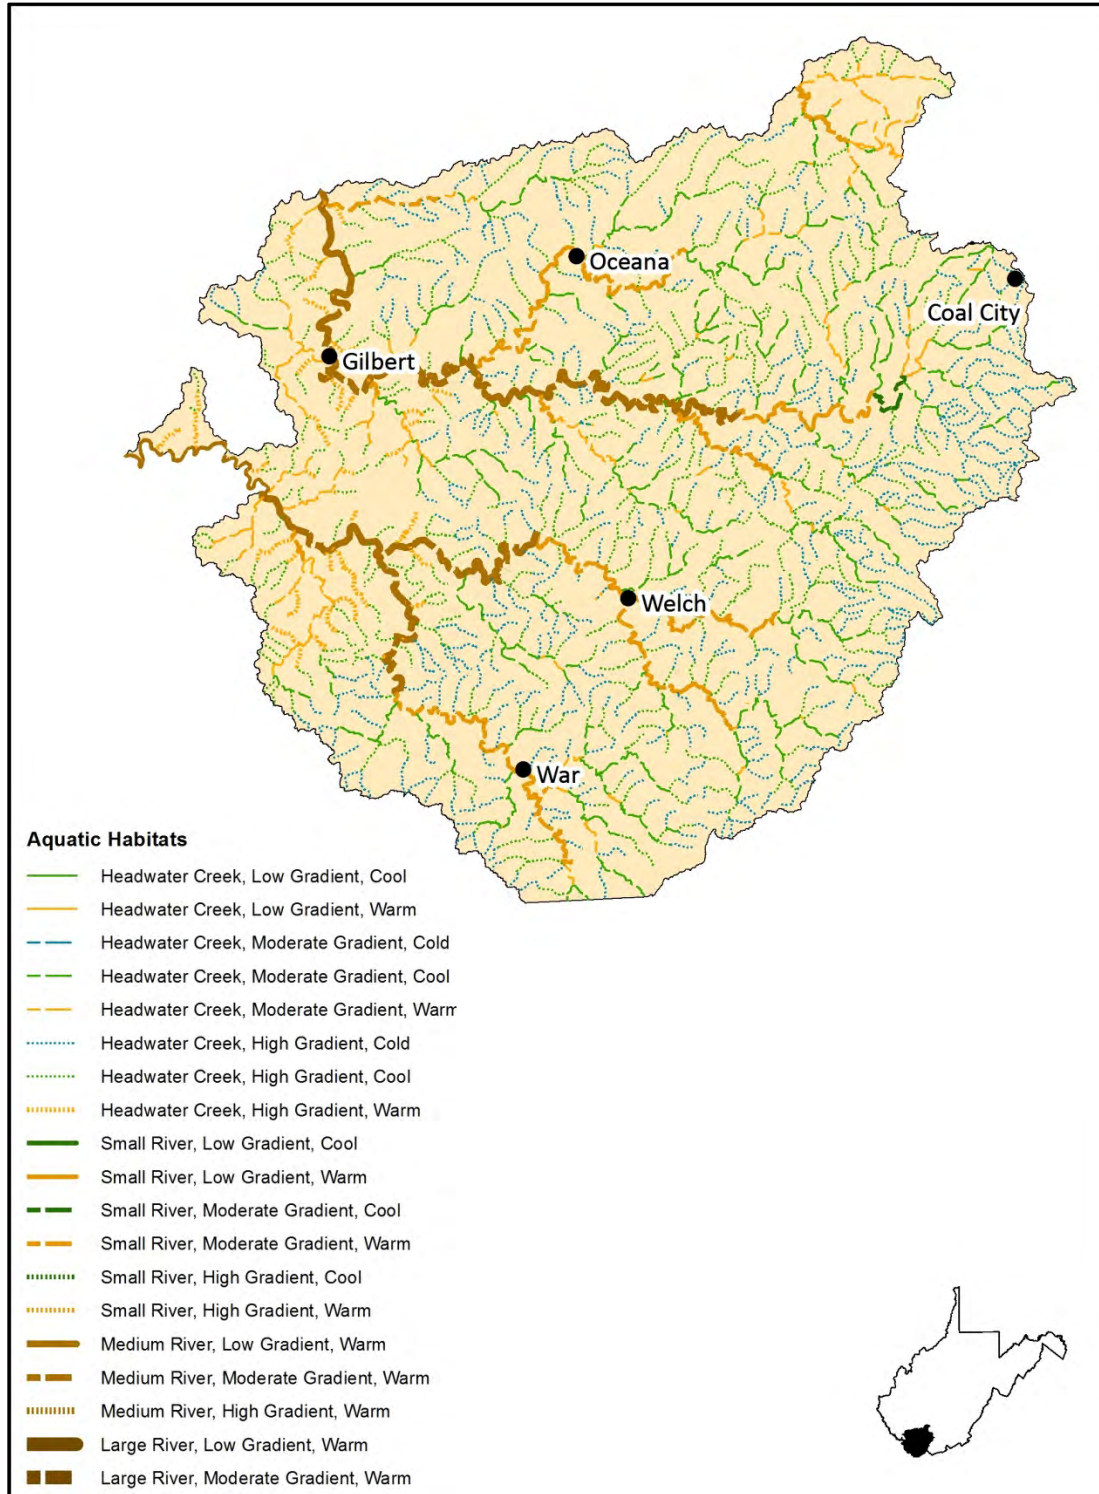 Oceana
Coal City
Gilbert
Welch
War
Aquatic Habitats
Headwater Creek, Low Gradient, Cool
Headwater Creek, Low Gradient, Warm
Headwater Creek, Moderate Gradient, Cold
Headwater Creek, Moderate Gradient, Cool
Headwater Creek, Moderate Gradient, Warm
Headwater Creek, High Gradient, Cold
Headwater Creek, High Gradient, Cool
Headwater Creek, High Gradient, Warm
Small River, Low Gradient, Cool
Small River, Low Gradient, Warm
Small River, Moderate Gradient, Cool
Small River, Moderate Gradient, Warm
Small River, High Gradient, Cool
Small River, High Gradient, Warm
Medium River, Low Gradient, Warm
Medium River, Moderate Gradient, Warm
Medium River, High Gradient, Warm
Large River, Low Gradient, Warm
Large River, Moderate Gradient, Warm